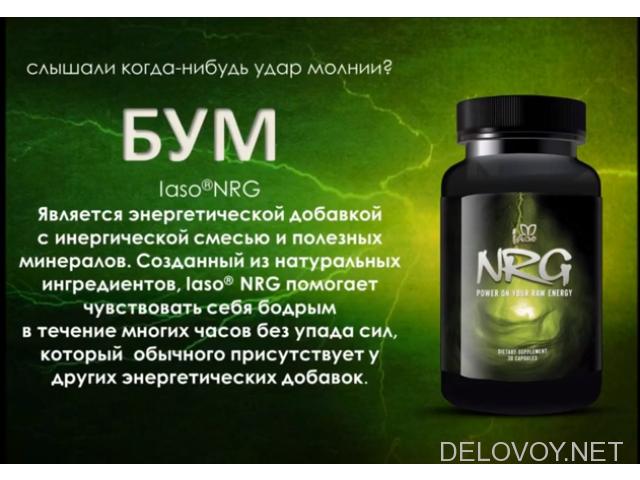 слышали когда-нибудь удар молнии?
БУМ
Iaso®NRG
Является энергетической добавкой
с инергической смесью и полезных
минералов. Созданный из натуральных
ингредиентов, Iaso® NRG помогает
чувствовать себя бодрым
в течение многих часов без упада сил,
который обычного присутствует у
других энергетических добавок.
iaso
NRG
POWER ON YOUR RAW ENERGY
DIETARY SUPPLEMENT
30 CAPSULES
DELOVOY.NET